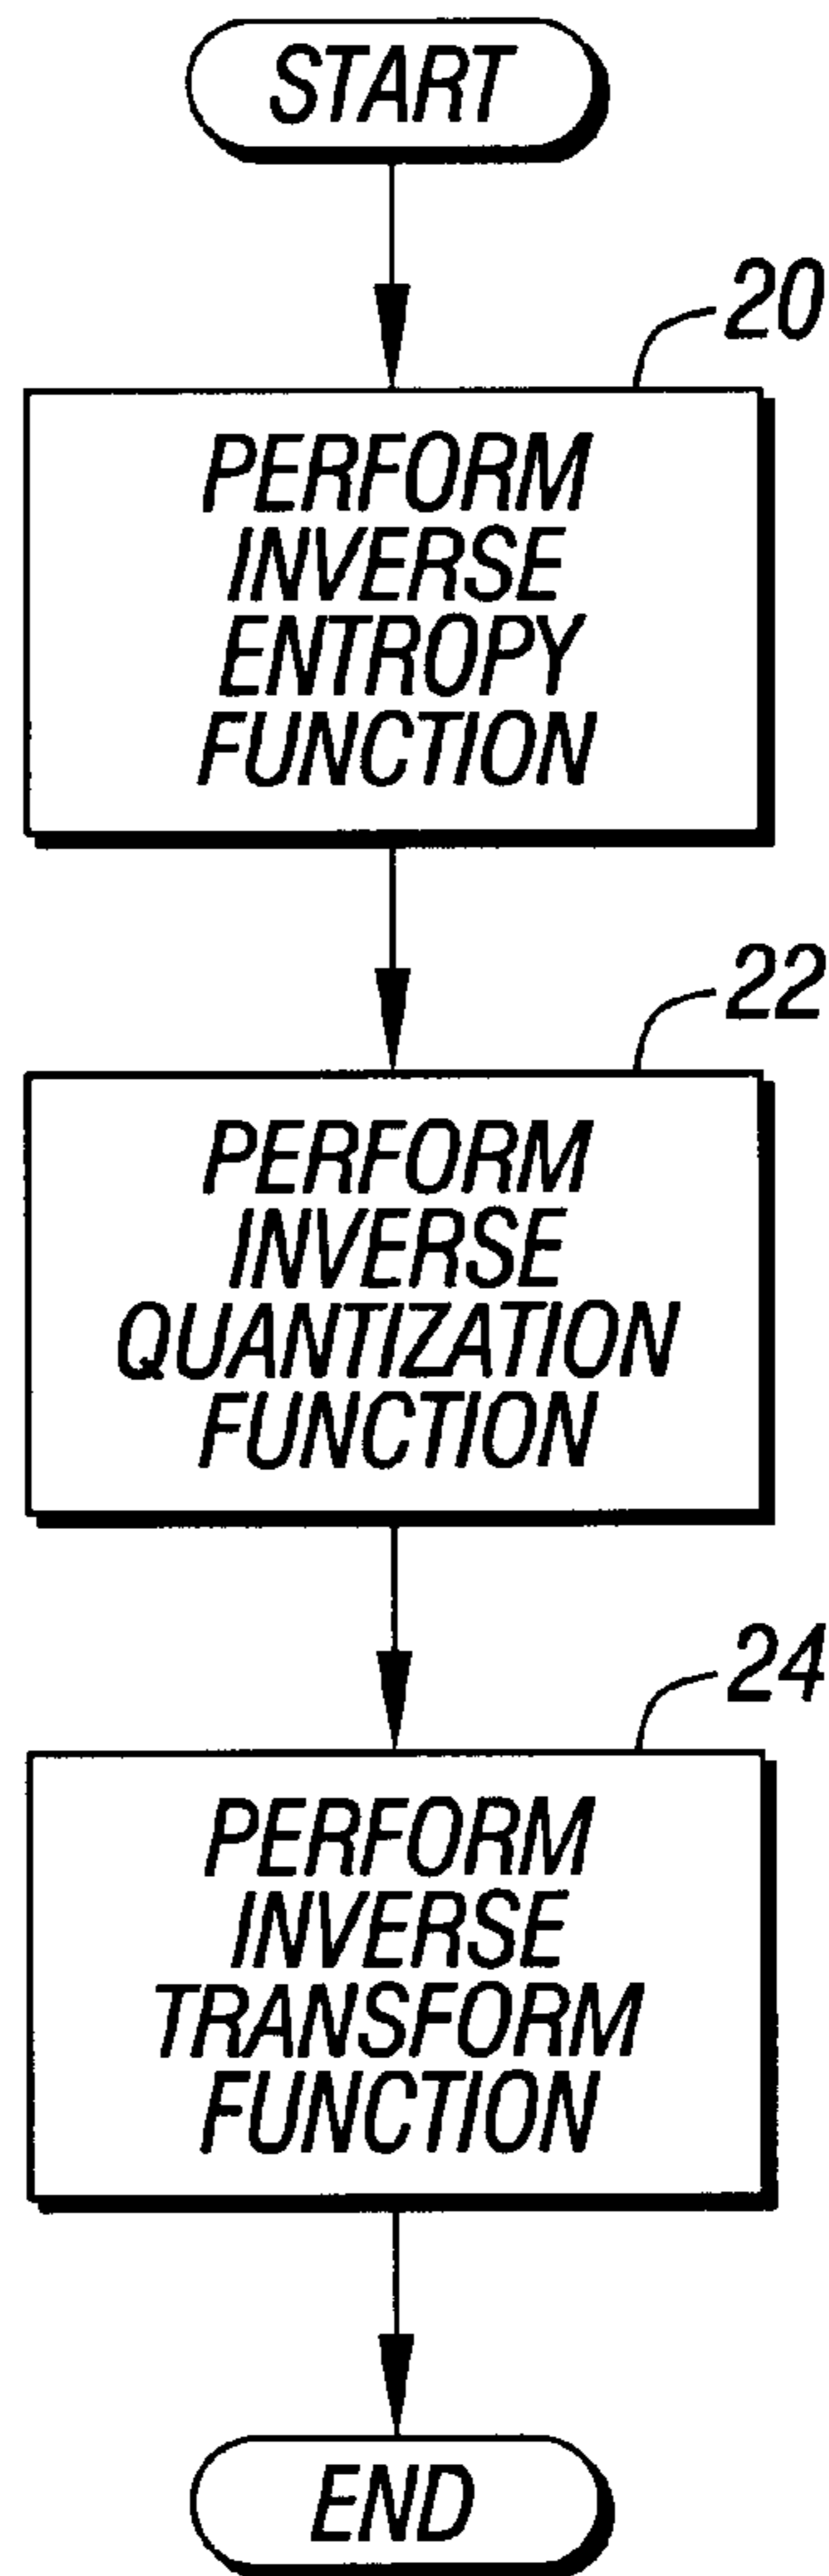 START
20
PERFORM
INVERSE
ENTROPY
FUNCTION
22
PERFORM
INVERSE
QUANTIZATION
FUNCTION
24
PERFORM
INVERSE
TRANSFORM
FUNCTION
END